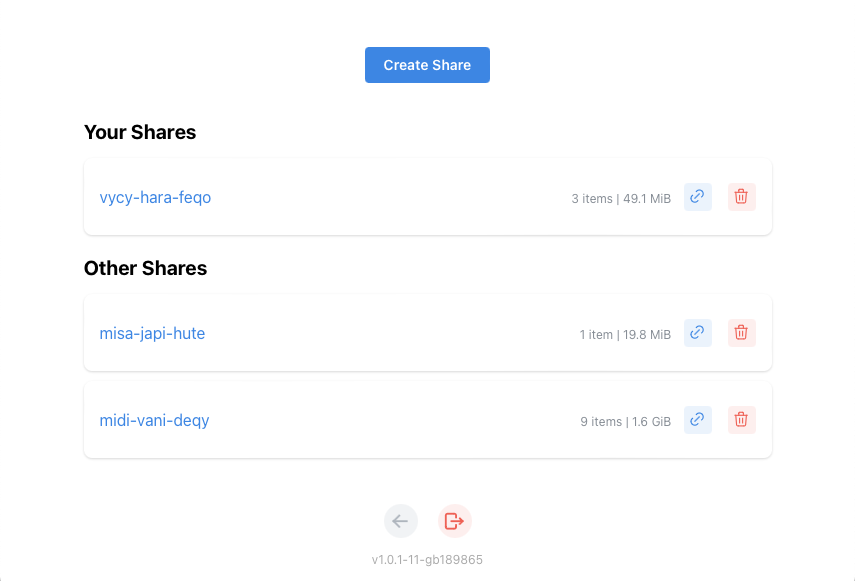 Create Share
Your Shares
vycy-hara-feqo
3 items | 49.1 MiB
Other Shares
misa-japi-hute
1 item | 19.8 MiB
midi-vani-deqy
9 items | 1.6 GiB
v1.0.1-11-gb189865